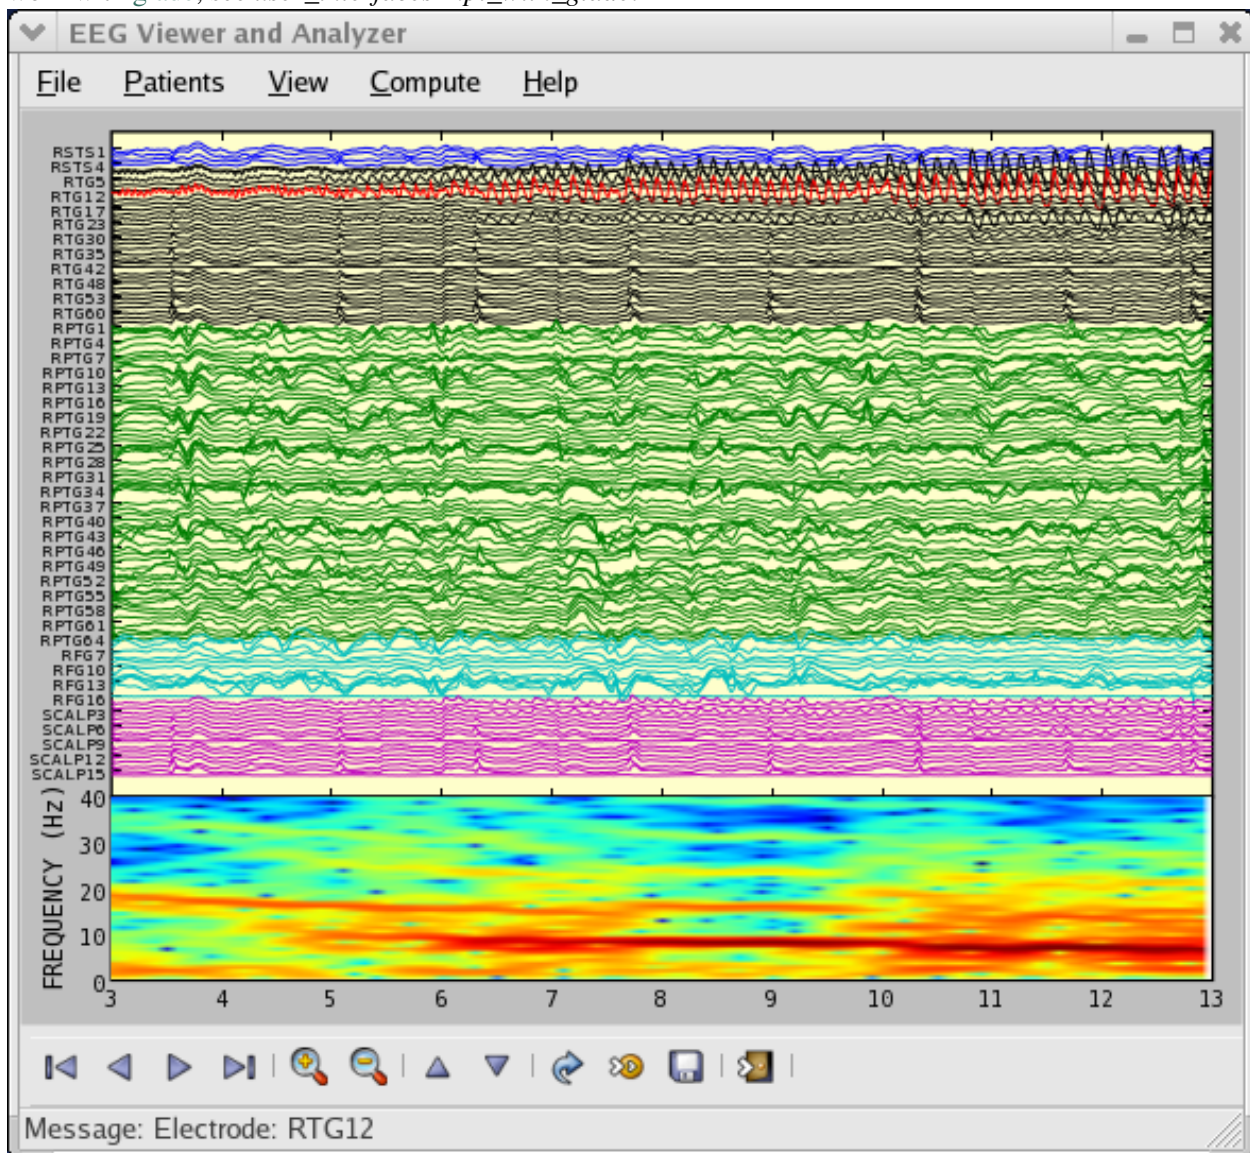 EEG Viewer and Analyzer
File Patients View Compute Help
RSTS1
RSTS4
RTG5
RTG12
RTG17
RTG23
RTG30
RTG35
RTG42
RTG48
RTG53
RTG60
RPTG1
RPTG4
RPTG7
RPTG10
RPTG13
RPTG16
RPTG19
RPTG22
RPTG25
RPTG28
RPTG31
RPTG34
RPTG37
RPTG40
RPTG43
RPTG46
RPTG49
RPTG52
RPTG55
RPTG58
RPTG61
RPTG64
RFG7
RFG10
RFG13
RFG16
SCALP3
SCALP6
SCALP9
SCALP12
SCALP15
FREQUENCY (Hz)
40
30
20
10
0
3 4 5 6 7 8 9 10 11 12 13
Message: Electrode: RTG12